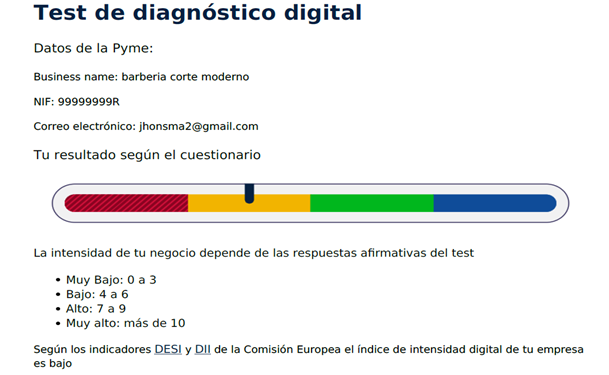 Test de diagnóstico digital
Datos de la Pyme:
Business name: barberia corte moderno
NIF: 99999999R
Correo electrónico: jhonsma2@gmail.com
Tu resultado según el cuestionario
La intensidad de tu negocio depende de las respuestas afirmativas del test
• Muy Bajo: 0 a 3
• Bajo: 4 a 6
• Alto: 7 a 9
• Muy alto: más de 10
Según los indicadores DESI y DII de la Comisión Europea el índice de intensidad digital de tu empresa
es bajo